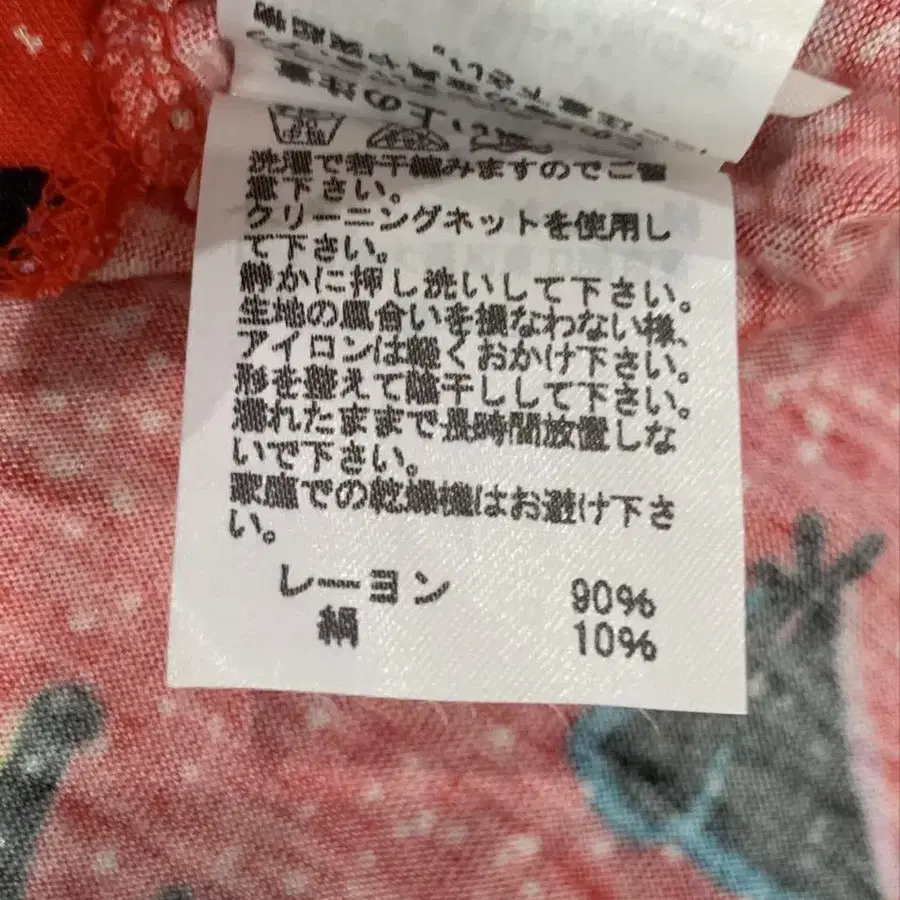 洗濯で若干縮みますのでご留
意下さい。
クリーニングネットを使用し
て下さい。
静かに押し洗いして下さい。
生地の風合いを損なわない様、
アイロンは軽くおかけ下さい。
形を整えて陰干しして下さい。
濡れたままで長時間放置しな
いで下さい。
家庭での乾燥機はお避け下さ
い。
レーヨン 90%
絹 10%